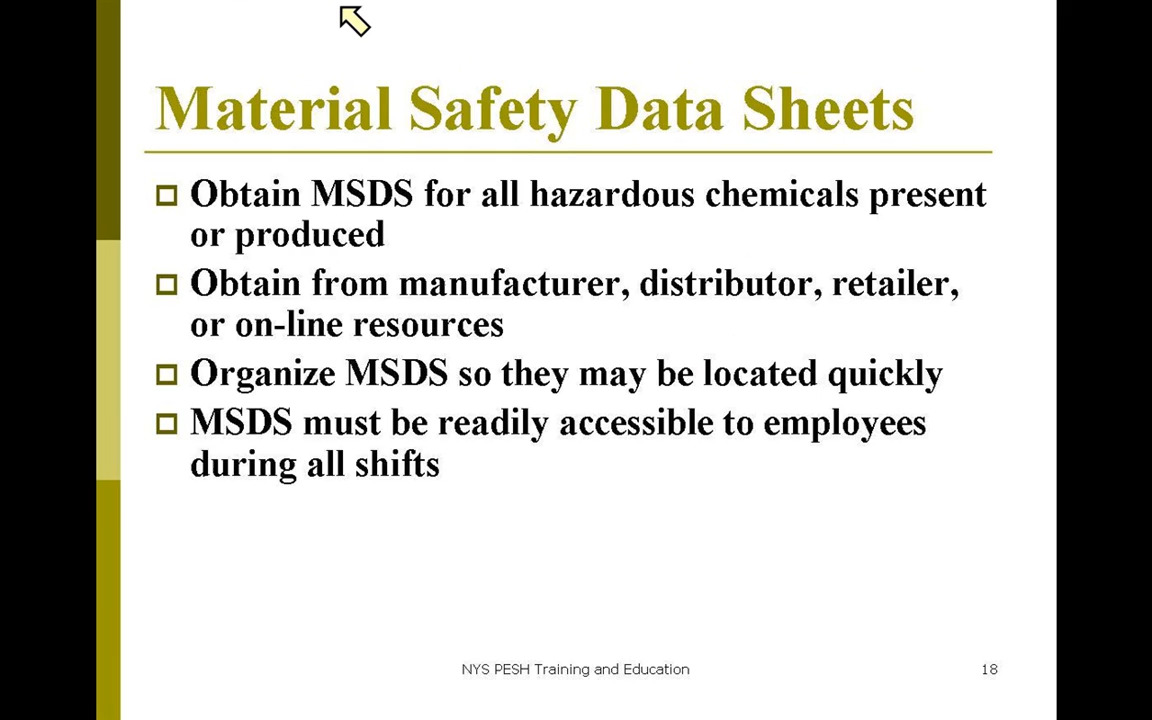 Material Safety Data Sheets
Obtain MSDS for all hazardous chemicals present
or produced
Obtain from manufacturer, distributor, retailer,
or on-line resources
Organize MSDS so they may be located quickly
MSDS must be readily accessible to employees
during all shifts
NYS PESH Training and Education
18